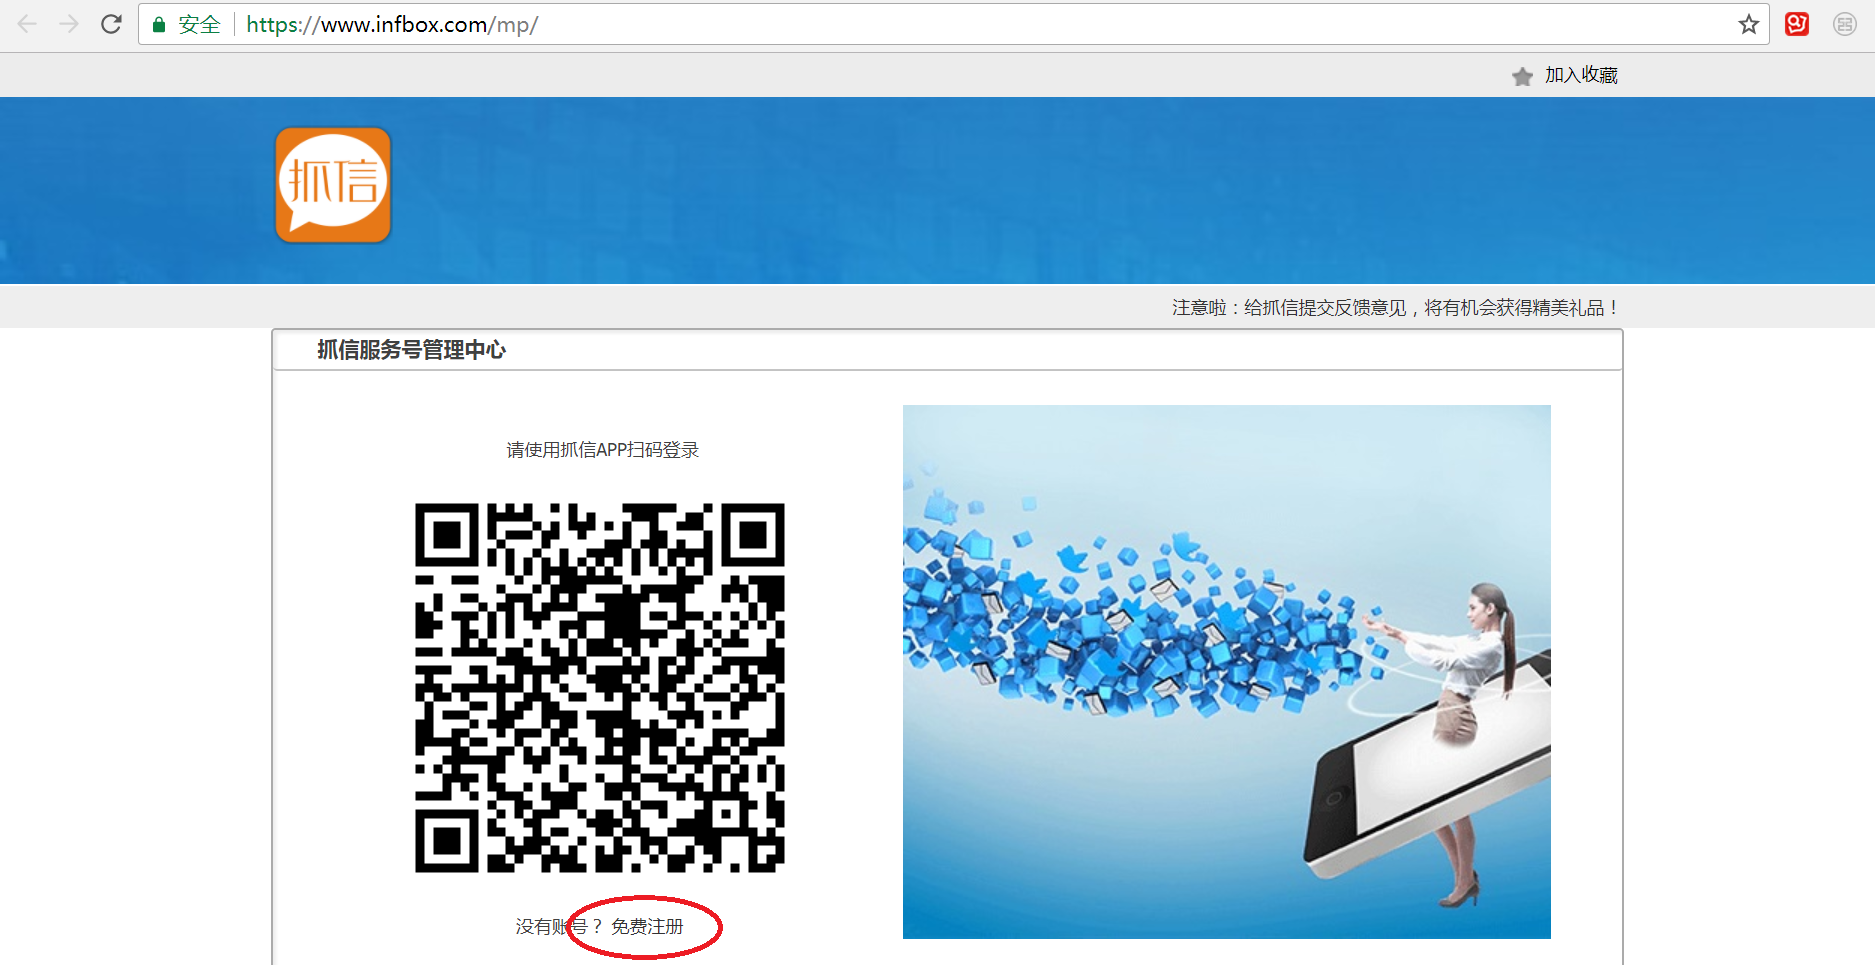 安全 https://www.infbox.com/mp/
加入收藏
抓信
注意啦：给抓信提交反馈意见，将有机会获得精美礼品！
抓信服务号管理中心
请使用抓信APP扫码登录
没有账号？ 免费注册